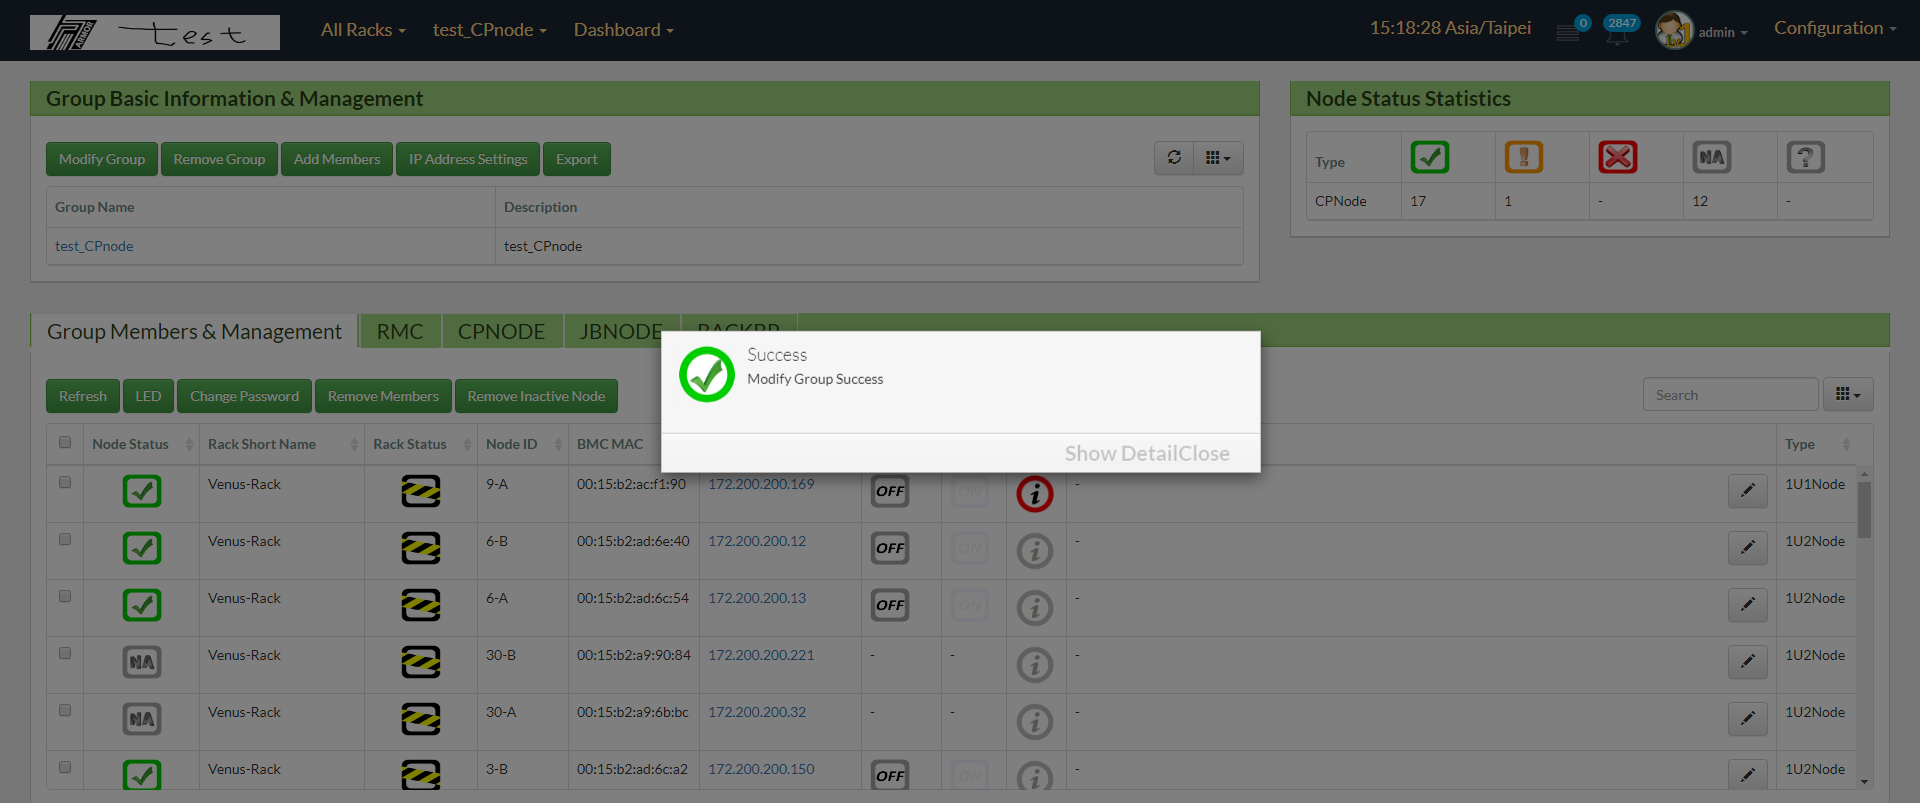 ARMOR test All Racks test_CPnode Dashboard 15:18:28 Asia/Taipei 0 2847 admin Configuration
Group Basic Information & Management
Modify Group Remove Group Add Members IP Address Settings Export
Group Name Description
test_CPnode test_CPnode
Node Status Statistics
Type ! NA ?
CPNode 17 1 - 12 -
Group Members & Management RMC CPNODE JBNODE
Success
Modify Group Success
Show Detail Close
Refresh LED Change Password Remove Members Remove Inactive Node Search
Node Status Rack Short Name Rack Status Node ID BMC MAC Type
Venus-Rack 9-A 00:15:b2:ac:f1:90 172.200.200.169 OFF ON i - 1U1Node
Venus-Rack 6-B 00:15:b2:ad:6e:40 172.200.200.12 OFF ON i - 1U2Node
Venus-Rack 6-A 00:15:b2:ad:6c:54 172.200.200.13 OFF ON i - 1U2Node
NA Venus-Rack 30-B 00:15:b2:a9:90:84 172.200.200.221 - - i - 1U2Node
NA Venus-Rack 30-A 00:15:b2:a9:6b:bc 172.200.200.32 - - i - 1U2Node
Venus-Rack 3-B 00:15:b2:ad:6c:a2 172.200.200.150 OFF ON i - 1U2Node